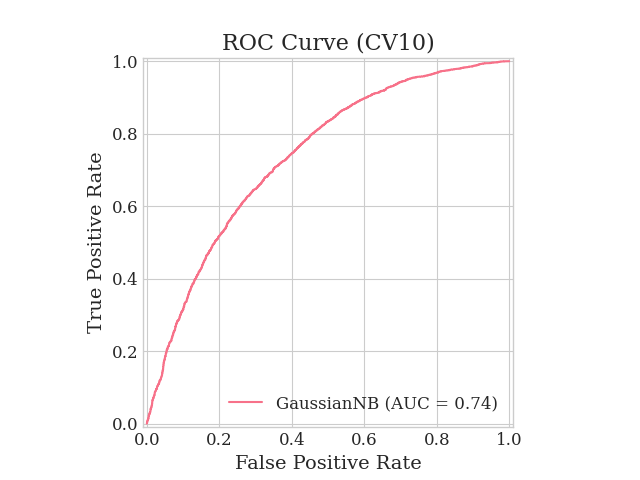 ROC Curve (CV10)
True Positive Rate
1.0
0.8
0.6
0.4
0.2
0.0
GaussianNB (AUC = 0.74)
0.0 0.2 0.4 0.6 0.8 1.0
False Positive Rate